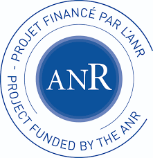 PROJET FINANCÉ PAR L'ANR
ANR
PROJECT FUNDED BY THE ANR